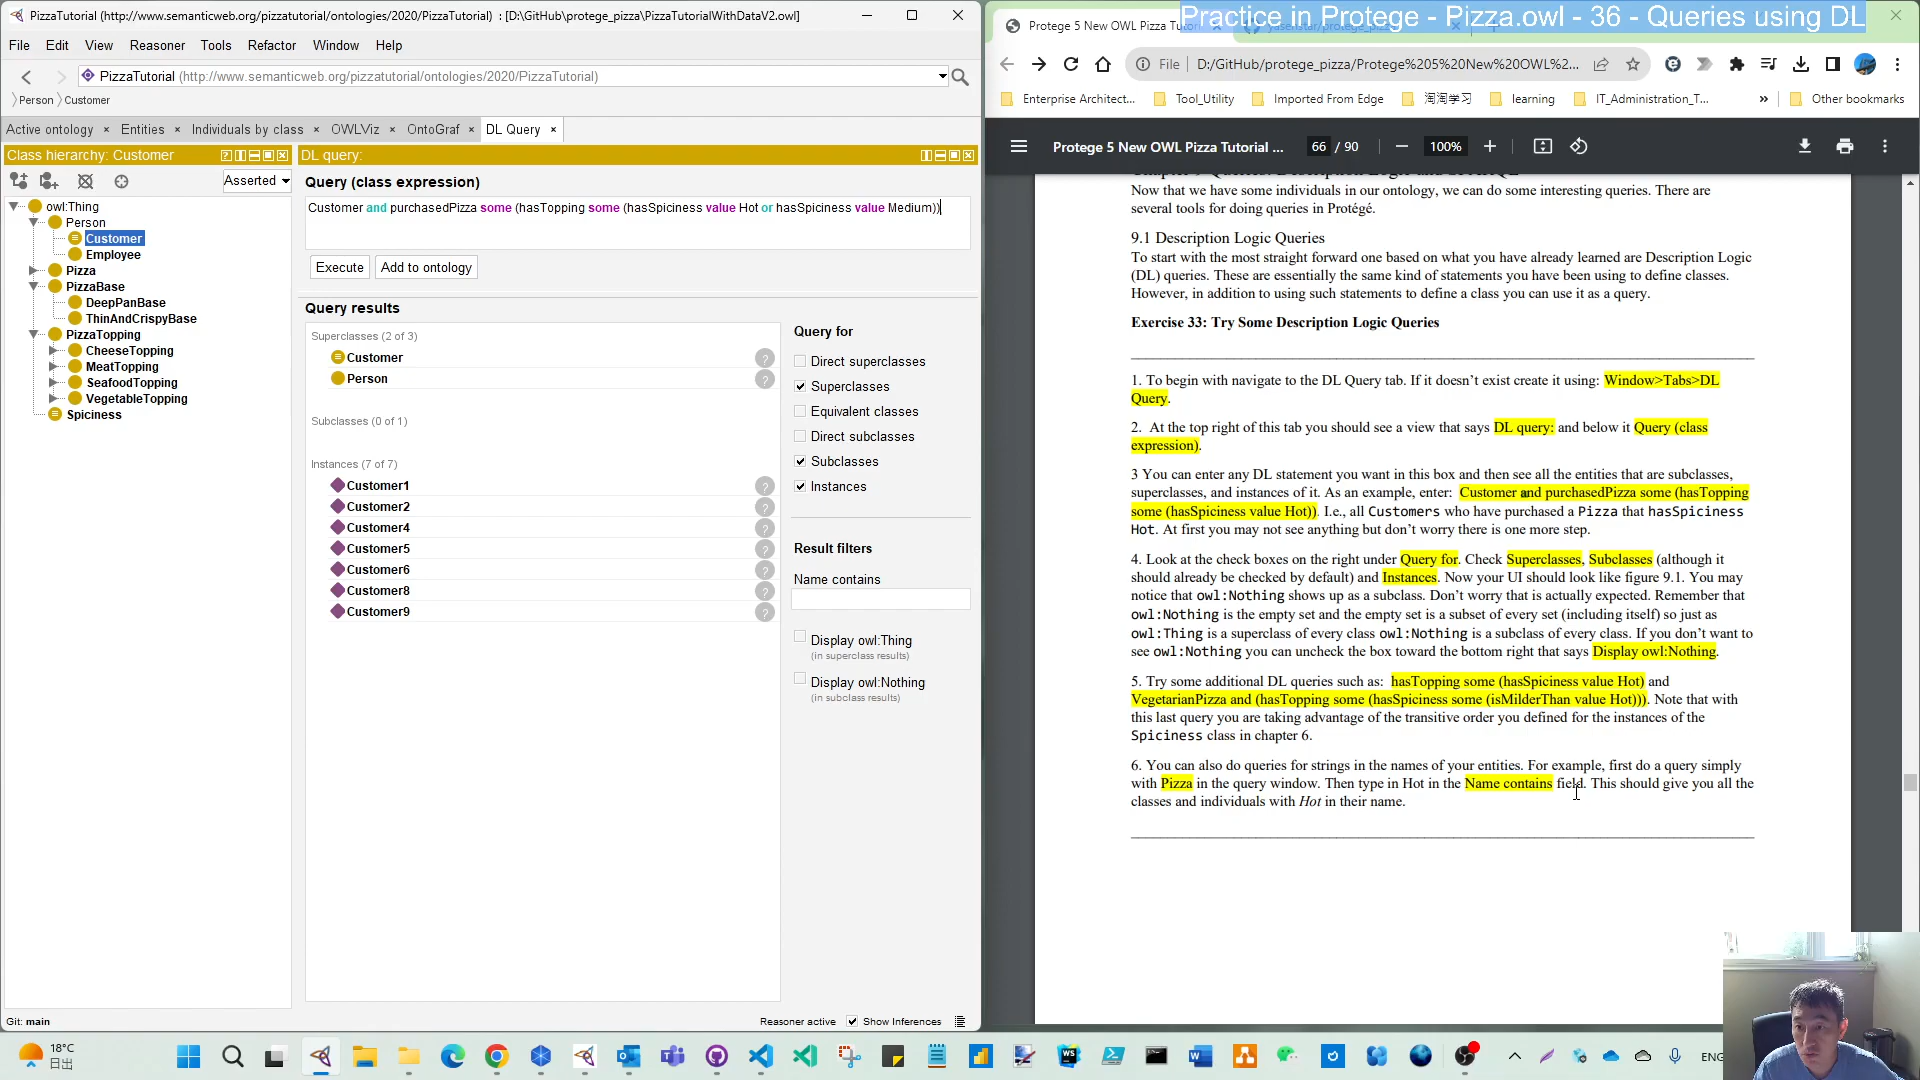 PizzaTutorial (http://www.semanticweb.org/pizzatutorial/ontologies/2020/PizzaTutorial) : [D:\GitHub\protege_pizza\PizzaTutorialWithDataV2.owl]
File Edit View Reasoner Tools Refactor Window Help
PizzaTutorial (http://www.semanticweb.org/pizzatutorial/ontologies/2020/PizzaTutorial)
Person Customer
Active ontology × Entities × Individuals by class × OWLViz × OntoGraf × DL Query ×
Class hierarchy: Customer
Asserted
owl:Thing
Person
Customer
Employee
Pizza
PizzaBase
DeepPanBase
ThinAndCrispyBase
PizzaTopping
CheeseTopping
MeatTopping
SeafoodTopping
VegetableTopping
Spiciness
DL query:
Query (class expression)
Customer and purchasedPizza some (hasTopping some (hasSpiciness value Hot or hasSpiciness value Medium))
Execute Add to ontology
Query results
Superclasses (2 of 3)
Customer ?
Person ?
Subclasses (0 of 1)
Instances (7 of 7)
Customer1 ?
Customer2 ?
Customer4 ?
Customer5 ?
Customer6 ?
Customer8 ?
Customer9 ?
Query for
Direct superclasses
Superclasses
Equivalent classes
Direct subclasses
Subclasses
Instances
Result filters
Name contains
Display owl:Thing
(in superclass results)
Display owl:Nothing
(in subclass results)
Git: main
Reasoner active Show Inferences
Practice in Protege - Pizza.owl - 36 - Queries using DL
Protege 5 New OWL Pizza Tutori
File D:/GitHub/protege_pizza/Protege%205%20New%20OWL%2...
Enterprise Architect... Tool_Utility Imported From Edge 淘淘学习 learning IT_Administration_T... » Other bookmarks
Protege 5 New OWL Pizza Tutorial ... 66 / 90 100%
Now that we have some individuals in our ontology, we can do some interesting queries. There are
several tools for doing queries in Protégé.
9.1 Description Logic Queries
To start with the most straight forward one based on what you have already learned are Description Logic
(DL) queries. These are essentially the same kind of statements you have been using to define classes.
However, in addition to using such statements to define a class you can use it as a query.
Exercise 33: Try Some Description Logic Queries
1. To begin with navigate to the DL Query tab. If it doesn't exist create it using: Window>Tabs>DL
Query.
2. At the top right of this tab you should see a view that says DL query: and below it Query (class
expression).
3 You can enter any DL statement you want in this box and then see all the entities that are subclasses,
superclasses, and instances of it. As an example, enter: Customer and purchasedPizza some (hasTopping
some (hasSpiciness value Hot)). I.e., all Customers who have purchased a Pizza that hasSpiciness
Hot. At first you may not see anything but don't worry there is one more step.
4. Look at the check boxes on the right under Query for. Check Superclasses, Subclasses (although it
should already be checked by default) and Instances. Now your UI should look like figure 9.1. You may
notice that owl:Nothing shows up as a subclass. Don't worry that is actually expected. Remember that
owl:Nothing is the empty set and the empty set is a subset of every set (including itself) so just as
owl:Thing is a superclass of every class owl:Nothing is a subclass of every class. If you don't want to
see owl:Nothing you can uncheck the box toward the bottom right that says Display owl:Nothing.
5. Try some additional DL queries such as: hasTopping some (hasSpiciness value Hot) and
VegetarianPizza and (hasTopping some (hasSpiciness some (isMilderThan value Hot))). Note that with
this last query you are taking advantage of the transitive order you defined for the instances of the
Spiciness class in chapter 6.
6. You can also do queries for strings in the names of your entities. For example, first do a query simply
with Pizza in the query window. Then type in Hot in the Name contains field. This should give you all the
classes and individuals with Hot in their name.
18°C
日出
ENG